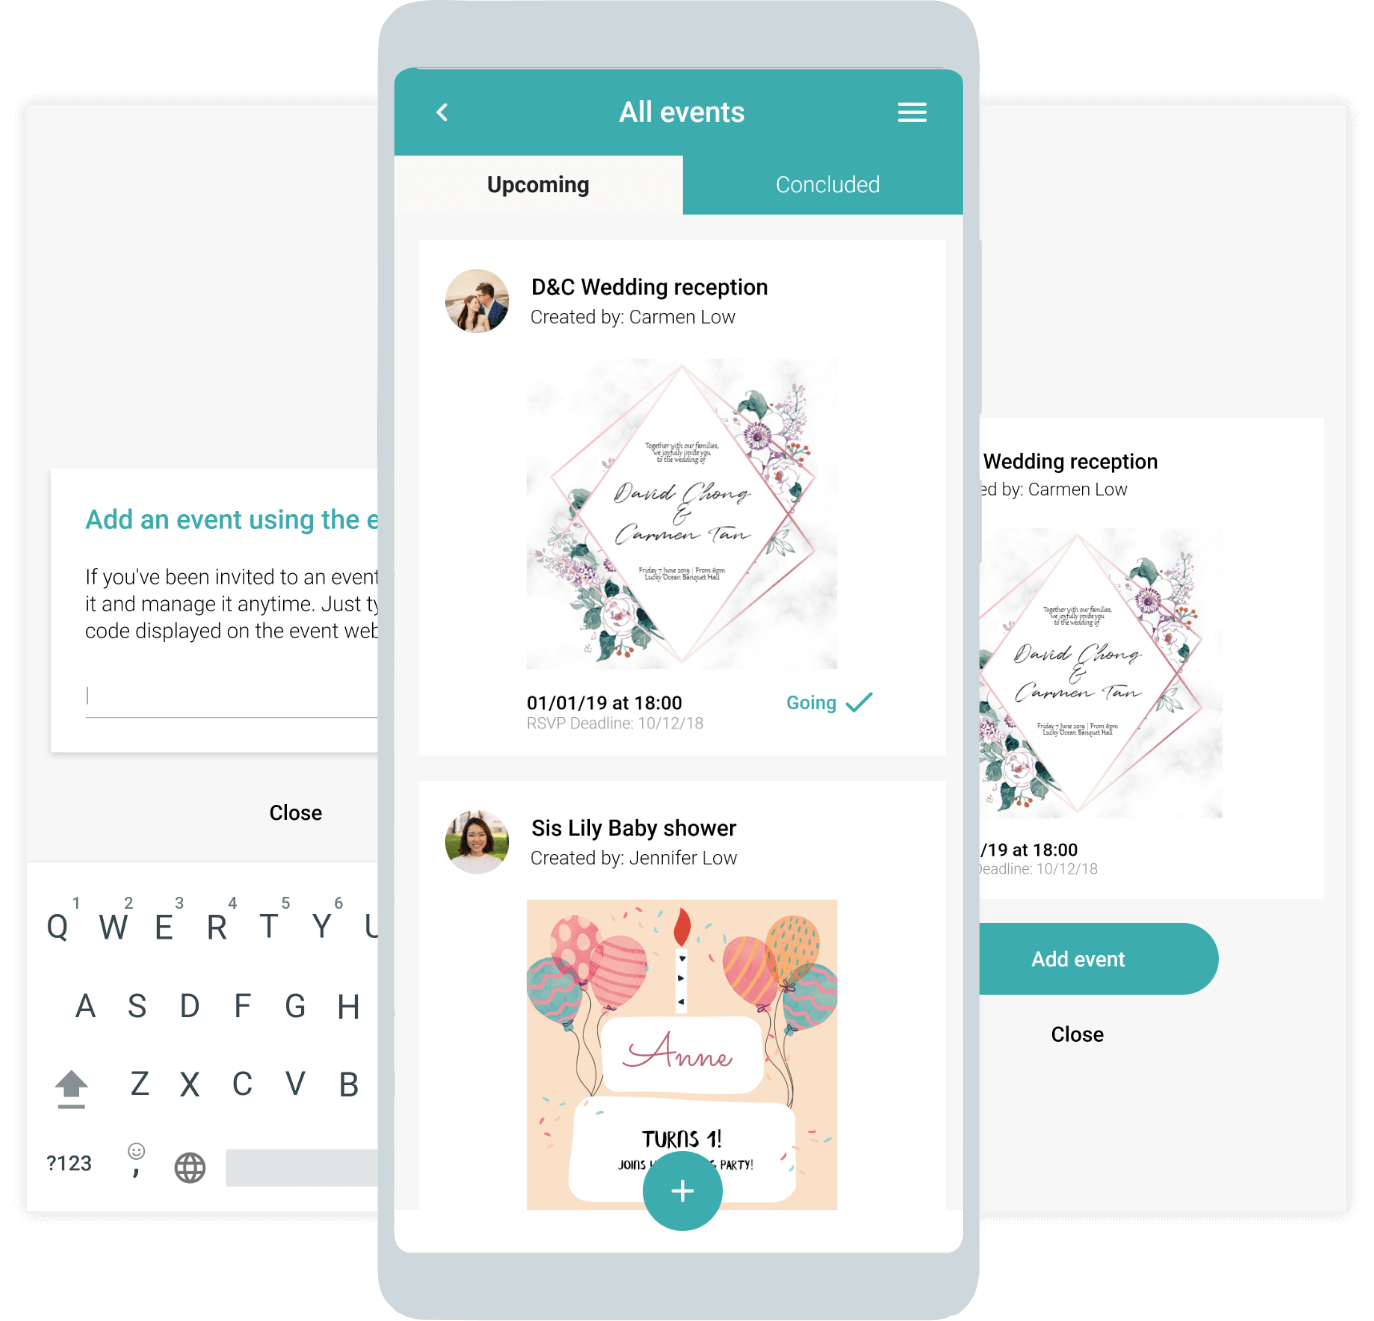 All events
Upcoming
Concluded
D&C Wedding reception
Created by: Carmen Low
Together with our families,
we joyfully invite you
to the wedding of
David Chong
&
Carmen Tan
Friday 7 June 2019 | From 6pm
Lucky Ocean Banquet Hall
01/01/19 at 18:00
Going
RSVP Deadline: 10/12/18
Sis Lily Baby shower
Created by: Jennifer Low
Anne
TURNS 1!
JOINS PARTY!
+
Add an event using the e
If you've been invited to an event
it and manage it anytime. Just ty
code displayed on the event web
Close
1 2 3 4 5 6
Q W E R T Y U
A S D F G H
Z X C V B
?123 ,
Wedding reception
ed by: Carmen Low
Together with our families,
we joyfully invite you
to the wedding of
David Chong
&
Carmen Tan
Friday 7 June 2019 | From 6pm
Lucky Ocean Banquet Hall
/19 at 18:00
Deadline: 10/12/18
Add event
Close